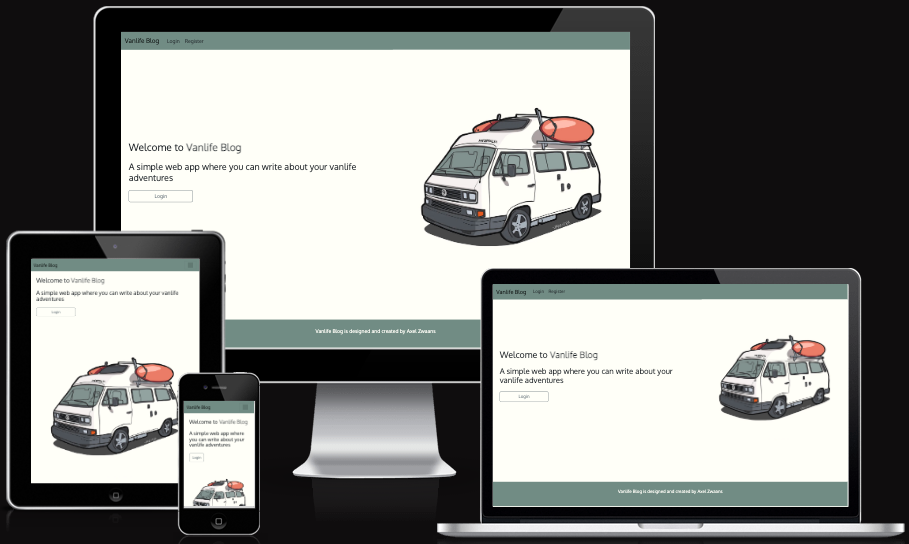 Vanlife Blog Login Register
Welcome to Vanlife Blog
A simple web app where you can write about your vanlife
adventures
Login
Vanlife Blog is designed and created by Axel Zwaans
Vanlife Blog
Welcome to Vanlife Blog
A simple web app where you can write about your vanlife
adventures
Login
Vanlife Blog
Welcome to Vanlife Blog
A simple web app where
you can write about your
vanlife adventures
Login
Vanlife Blog Login Register
Welcome to Vanlife Blog
A simple web app where you can write about your
vanlife adventures
Login
Vanlife Blog is designed and created by Axel Zwaans